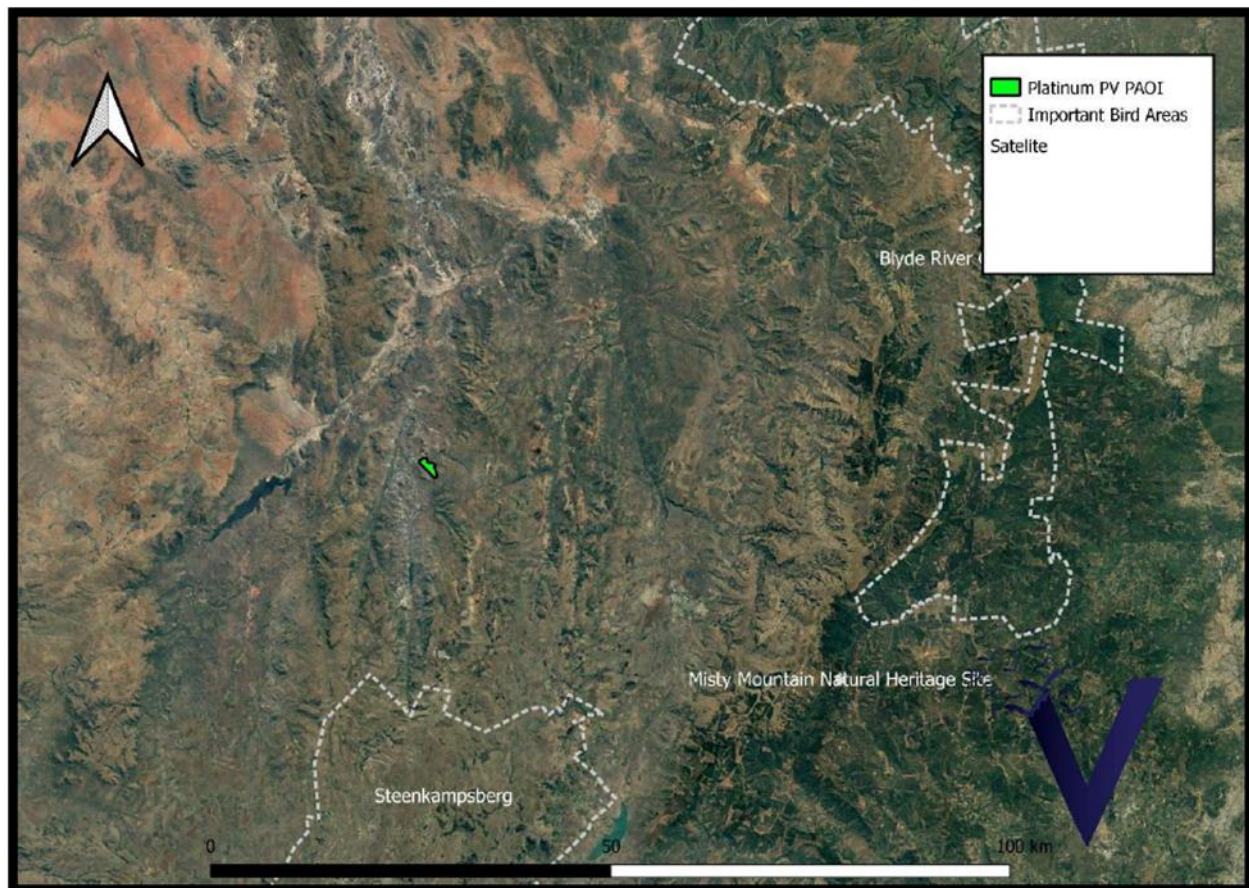 Platinum PV PAOI
Important Bird Areas
Satelite
Blyde River
Misty Mountain Natural Heritage Site
Steenkampsberg
0
50
100 km